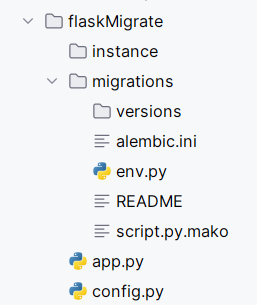 flaskMigrate
instance
migrations
versions
alembic.ini
env.py
README
script.py.mako
app.py
config.py